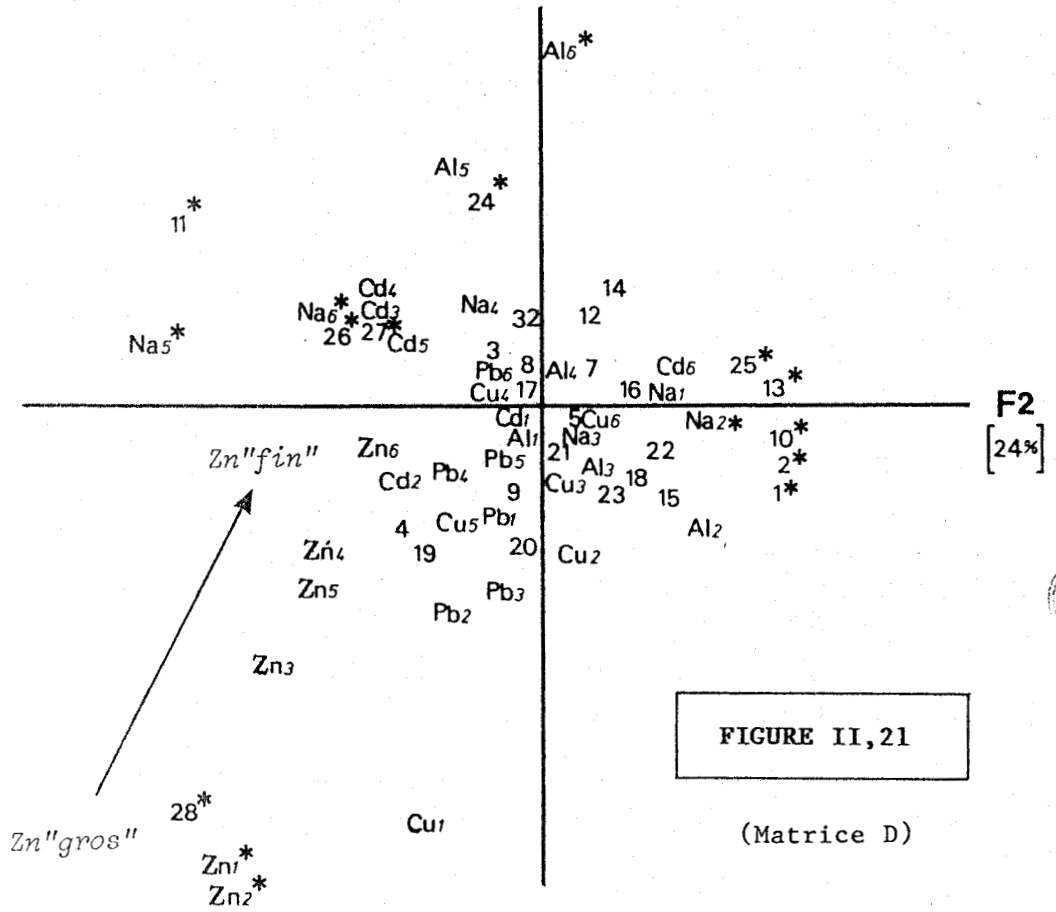 Al6*
Al5
24*
11*
Cd4
14
Na6* Cd3
Na4
32 12
26* 27*
Cd5
Na5*
3
8 Al4 7
Pb6
Cd6 25*
Cu4 17
16 Na1 13*
F2
[24%]
Cd1 5 Cu6
Na2*
Al1 Na3
10*
Zn"fin"
Zn6
21 22
Pb5
2*
Pb4
Al3
Cd2
Cu3 18
9
23 15 1*
Pb1
Cu5
4
Al2
Zn4 19
20 Cu2
Zn5
Pb3
Pb2
Zn3
FIGURE II,21
28*
Cu1
Zn"gros"
(Matrice D)
Zn1*
Zn2*